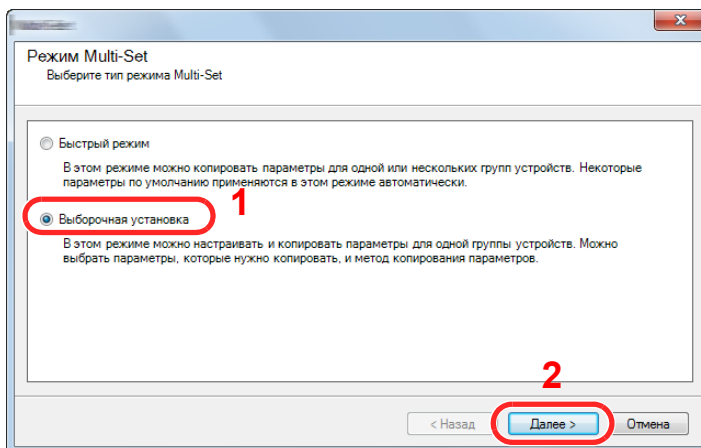 Режим Multi-Set
Выберите тип режима Multi-Set
Быстрый режим
В этом режиме можно копировать параметры для одной или нескольких групп устройств. Некоторые
параметры по умолчанию применяются в этом режиме автоматически.
1
Выборочная установка
В этом режиме можно настраивать и копировать параметры для одной группы устройств. Можно
выбрать параметры, которые нужно копировать, и метод копирования параметров.
2
< Назад
Далее >
Отмена